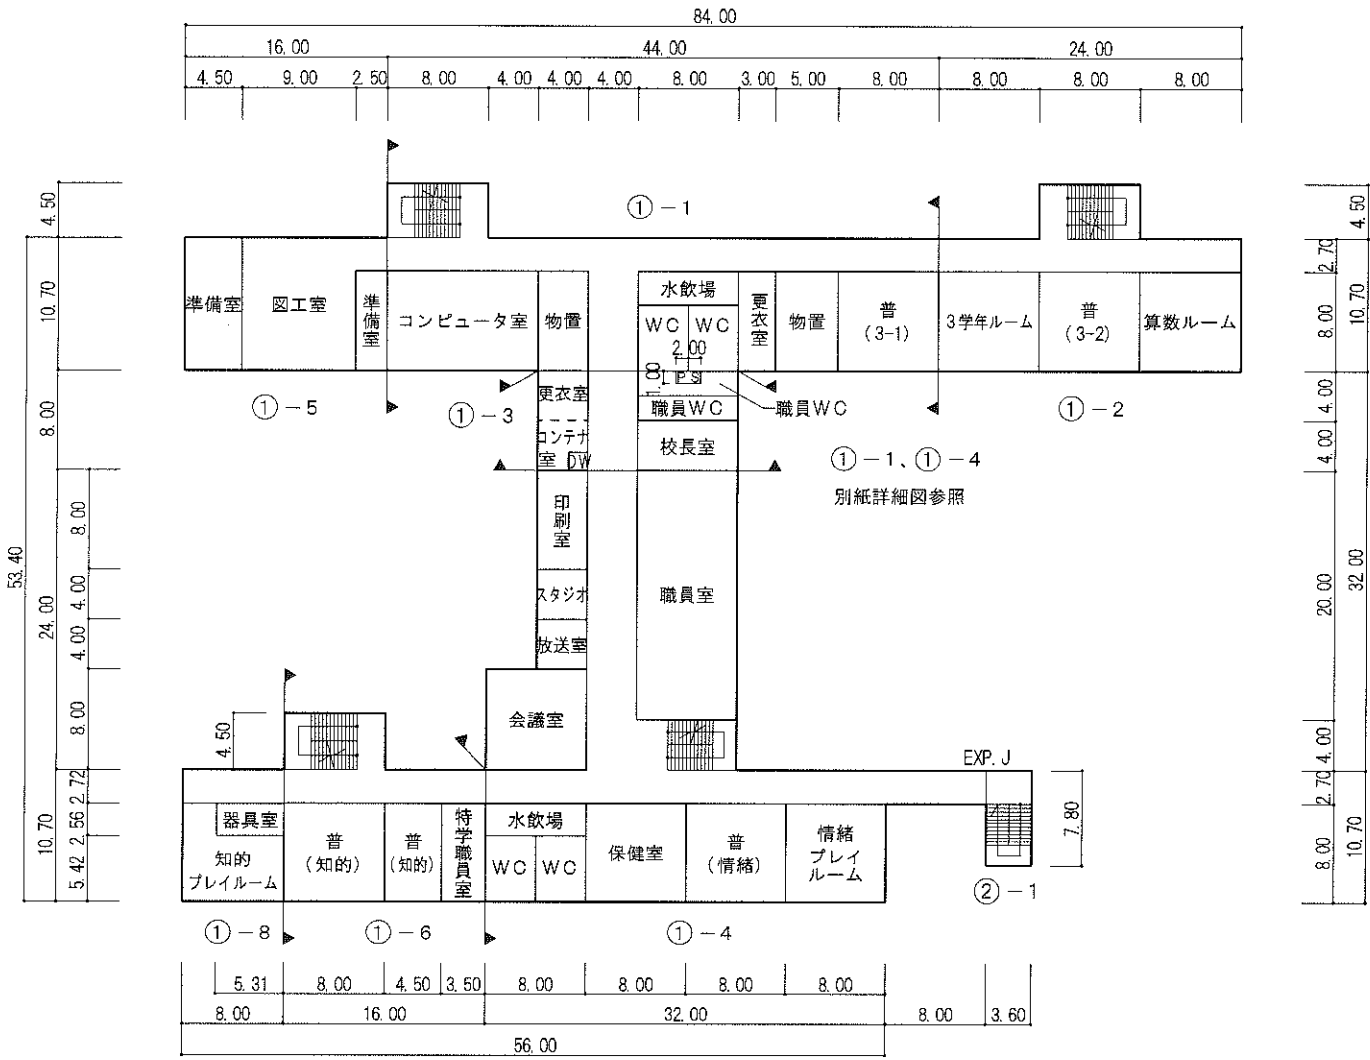 84.00
16.00 44.00 24.00
4.50 9.00 2.50 8.00 4.00 4.00 4.00 8.00 3.00 5.00 8.00 8.00 8.00 8.00
4.50
①-1
4.50
10.70
準備室
図工室
準備室
コンピュータ室
物置
水飲場
WC WC
2.00
1.00
PS
更衣室
物置
普
(3-1)
3学年ルーム
普
(3-2)
算数ルーム
2.70
8.00
10.70
①-5
①-3
更衣室
職員WC
職員WC
①-2
8.00
4.00
コンテナ
室 DW
校長室
①-1、①-4
別紙詳細図参照
4.00
53.40
24.00
8.00
印刷室
4.00
スタジオ
職員室
20.00
32.00
4.00
放送室
8.00
会議室
4.50
4.00
EXP.J
10.70
2.72
2.56
5.42
器具室
知的
プレイルーム
普
(知的)
普
(知的)
特学職員室
水飲場
WC WC
保健室
普
(情緒)
情緒
プレイ
ルーム
7.80
2.70
8.00
10.70
②-1
①-8
①-6
①-4
5.31 8.00 4.50 3.50 8.00 8.00 8.00 8.00
8.00 16.00 32.00 8.00 3.60
56.00